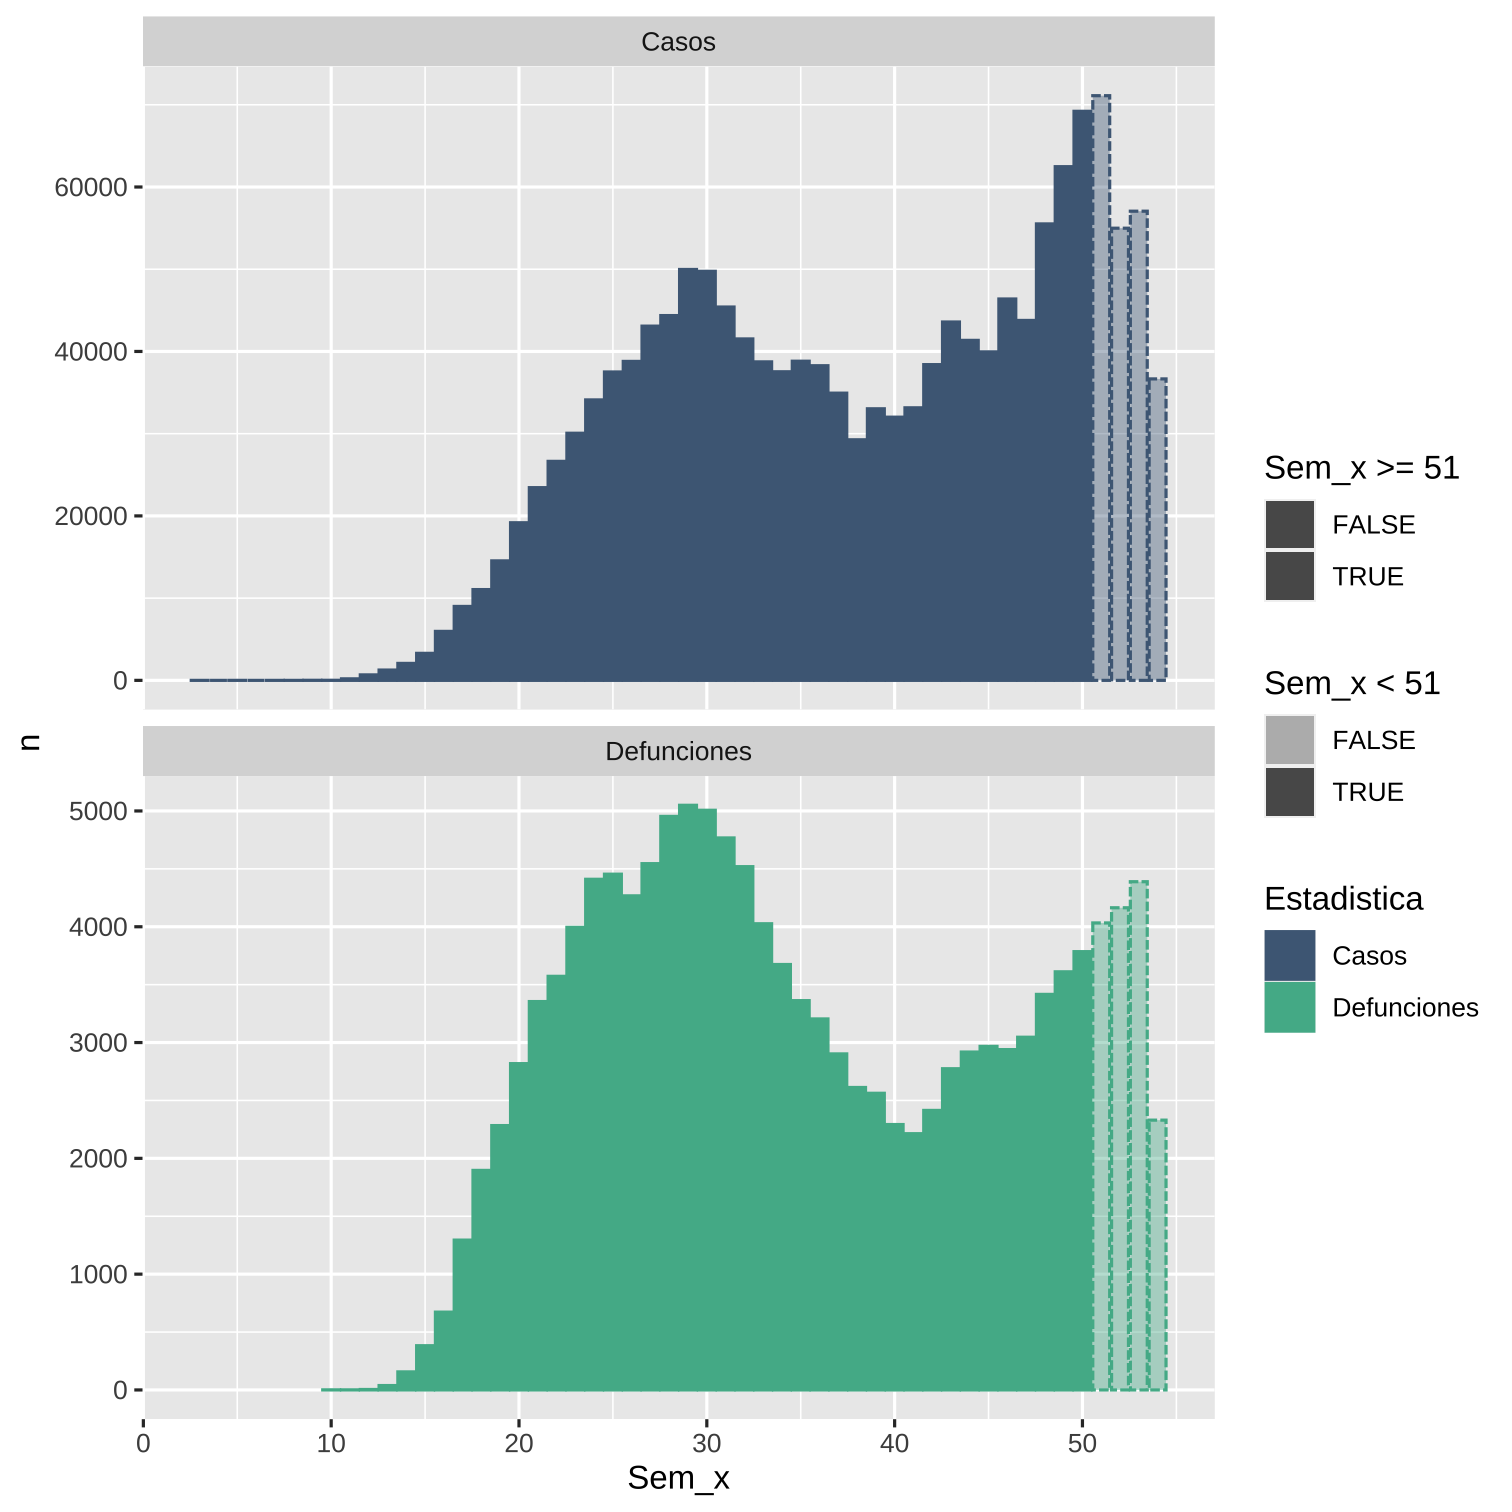 Casos
60000
40000
20000
0
n
Defunciones
5000
4000
3000
2000
1000
0
0 10 20 30 40 50
Sem_x
Sem_x >= 51
FALSE
TRUE
Sem_x < 51
FALSE
TRUE
Estadistica
Casos
Defunciones